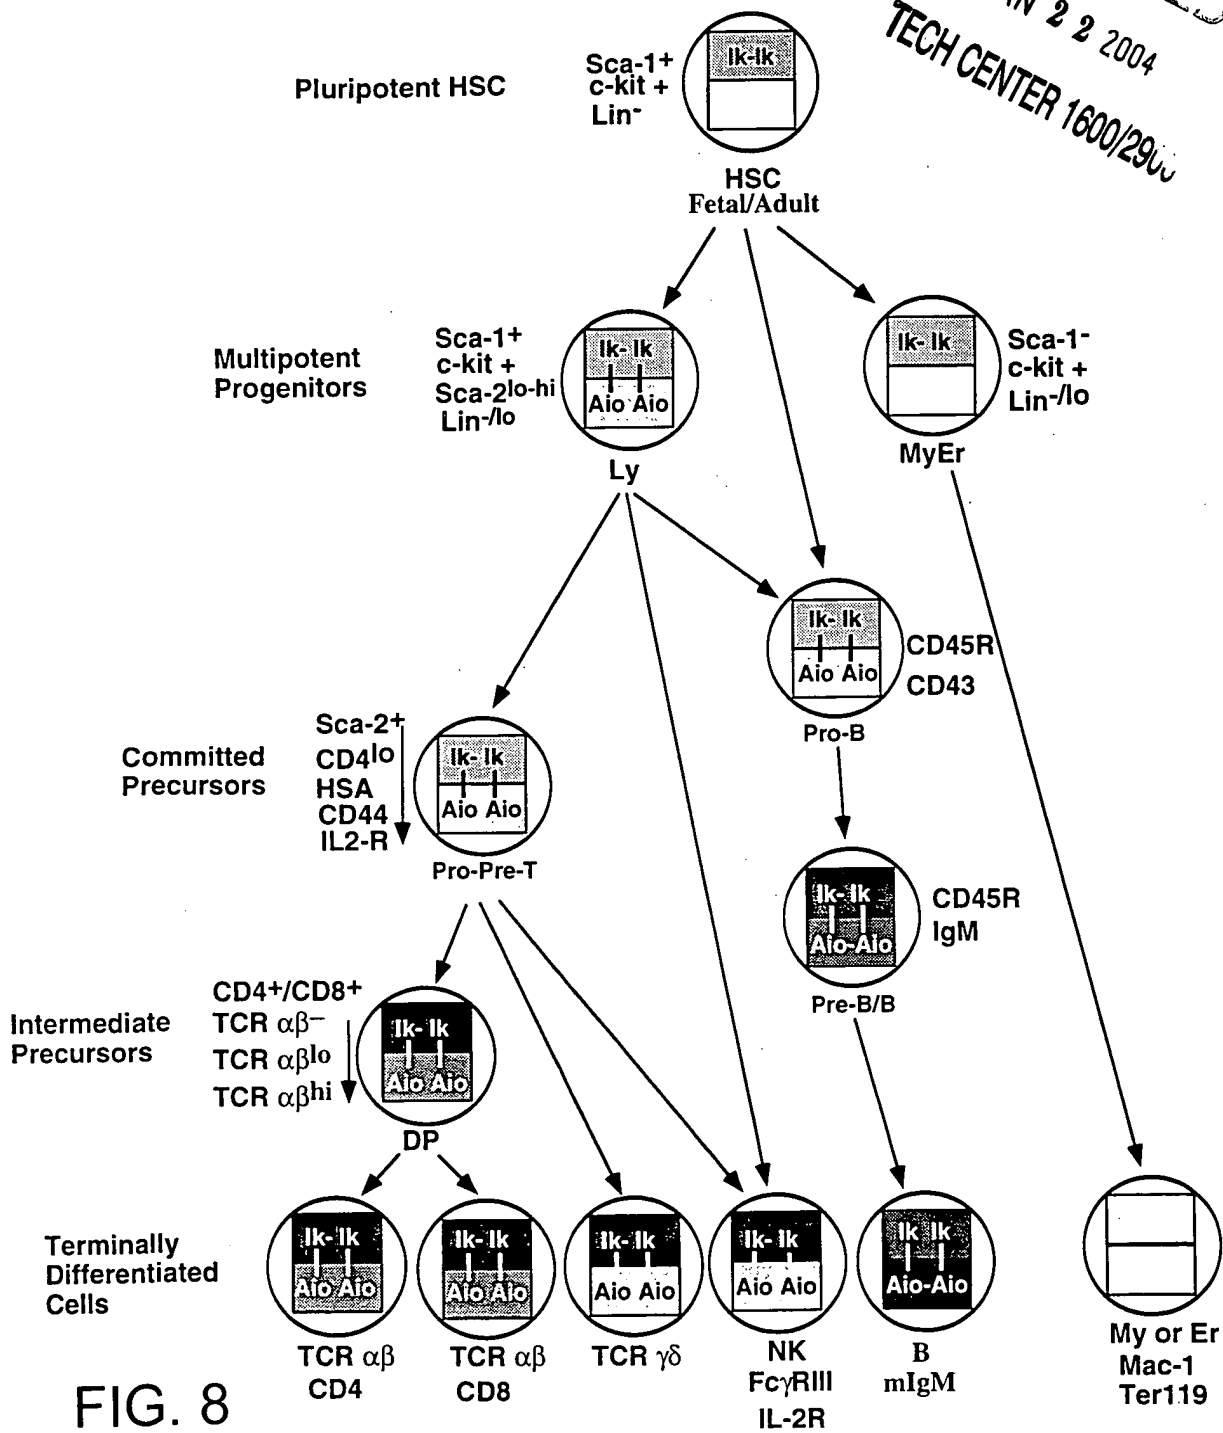 2 2 2004
TECH CENTER 1600/29
Pluripotent HSC
Sca-1+
c-kit +
Lin-
Ik-Ik
HSC
Fetal/Adult
Multipotent
Progenitors
Sca-1+
c-kit +
Sca-2lo-hi
Lin-/lo
Ik- Ik
Aio Aio
Ly
Ik- Ik
MyEr
Sca-1-
c-kit +
Lin-/lo
Ik- Ik
Aio Aio
Pro-B
CD45R
CD43
Committed
Precursors
Sca-2+
CD4lo
HSA
CD44
IL2-R
Ik- Ik
Aio Aio
Pro-Pre-T
Ik- Ik
Aio-Aio
Pre-B/B
CD45R
IgM
Intermediate
Precursors
CD4+/CD8+
TCR αβ–
TCR αβlo
TCR αβhi
Ik- Ik
Aio Aio
DP
Terminally
Differentiated
Cells
Ik- Ik
Aio Aio
TCR αβ
CD4
Ik- Ik
Aio Aio
TCR αβ
CD8
Ik- Ik
Aio Aio
TCR γδ
Ik- Ik
Aio Aio
NK
FcγRIII
IL-2R
Ik Ik
Aio-Aio
B
mIgM
My or Er
Mac-1
Ter119
FIG. 8